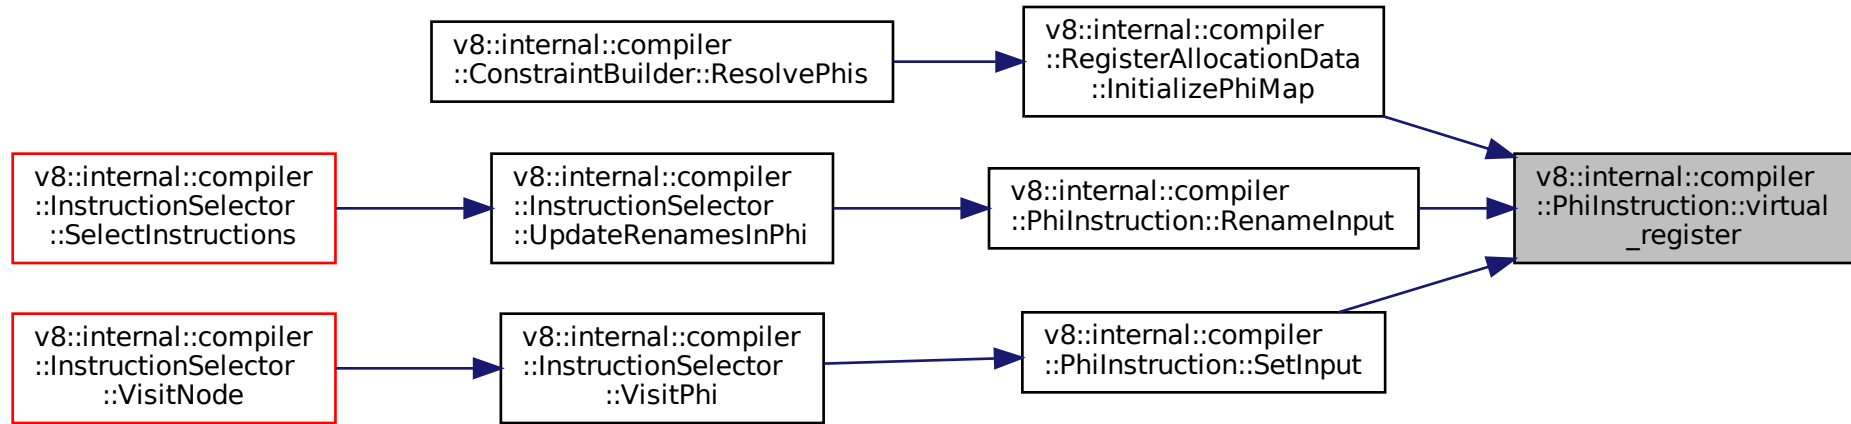 v8::internal::compiler
::ConstraintBuilder::ResolvePhis
v8::internal::compiler
::RegisterAllocationData
::InitializePhiMap
v8::internal::compiler
::InstructionSelector
::SelectInstructions
v8::internal::compiler
::InstructionSelector
::UpdateRenamesInPhi
v8::internal::compiler
::PhiInstruction::RenameInput
v8::internal::compiler
::PhiInstruction::virtual
_register
v8::internal::compiler
::InstructionSelector
::VisitNode
v8::internal::compiler
::InstructionSelector
::VisitPhi
v8::internal::compiler
::PhiInstruction::SetInput